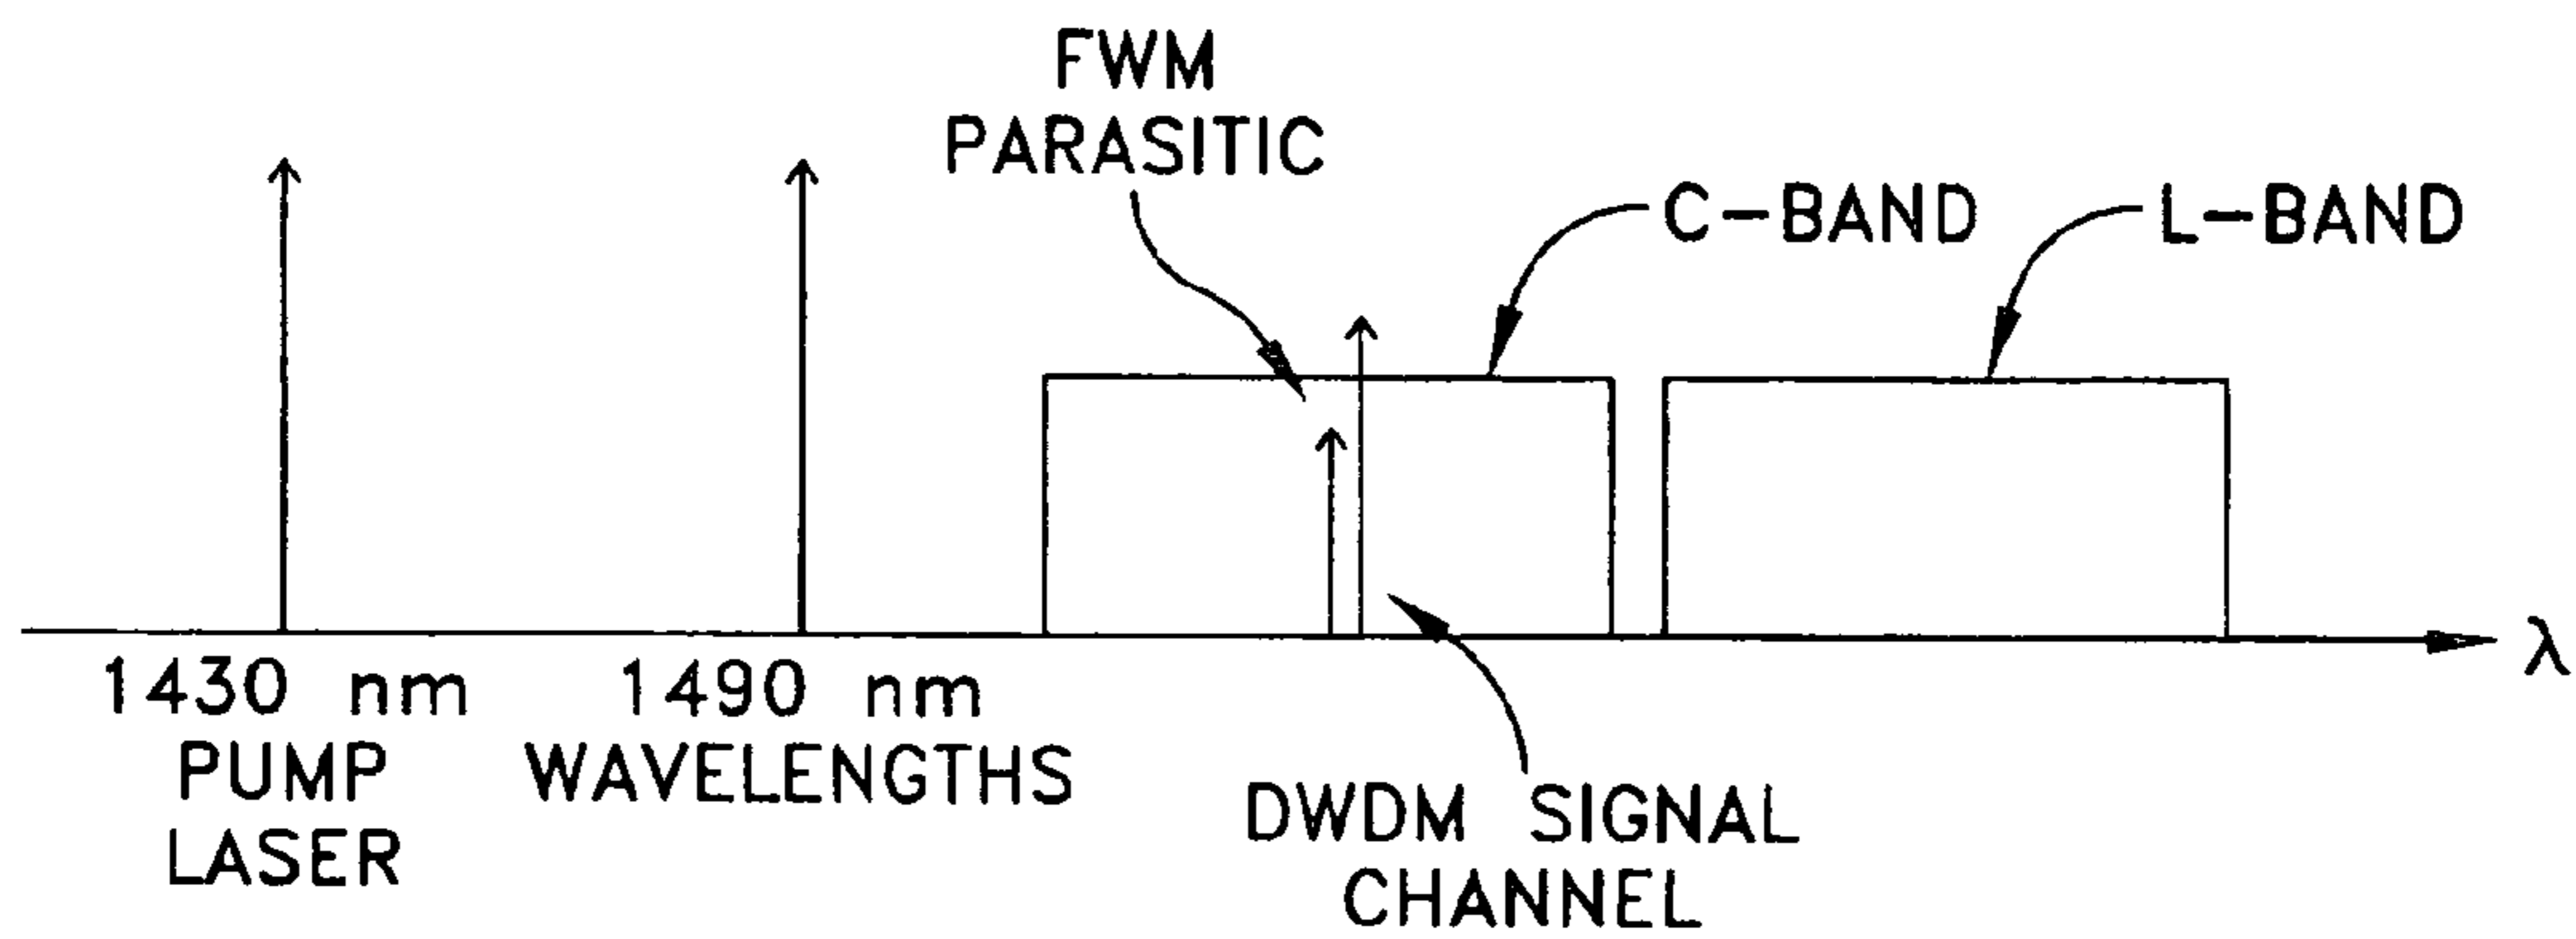 FWM
PARASITIC
C-BAND
L-BAND
λ
1430 nm
PUMP
LASER
1490 nm
WAVELENGTHS
DWDM SIGNAL
CHANNEL